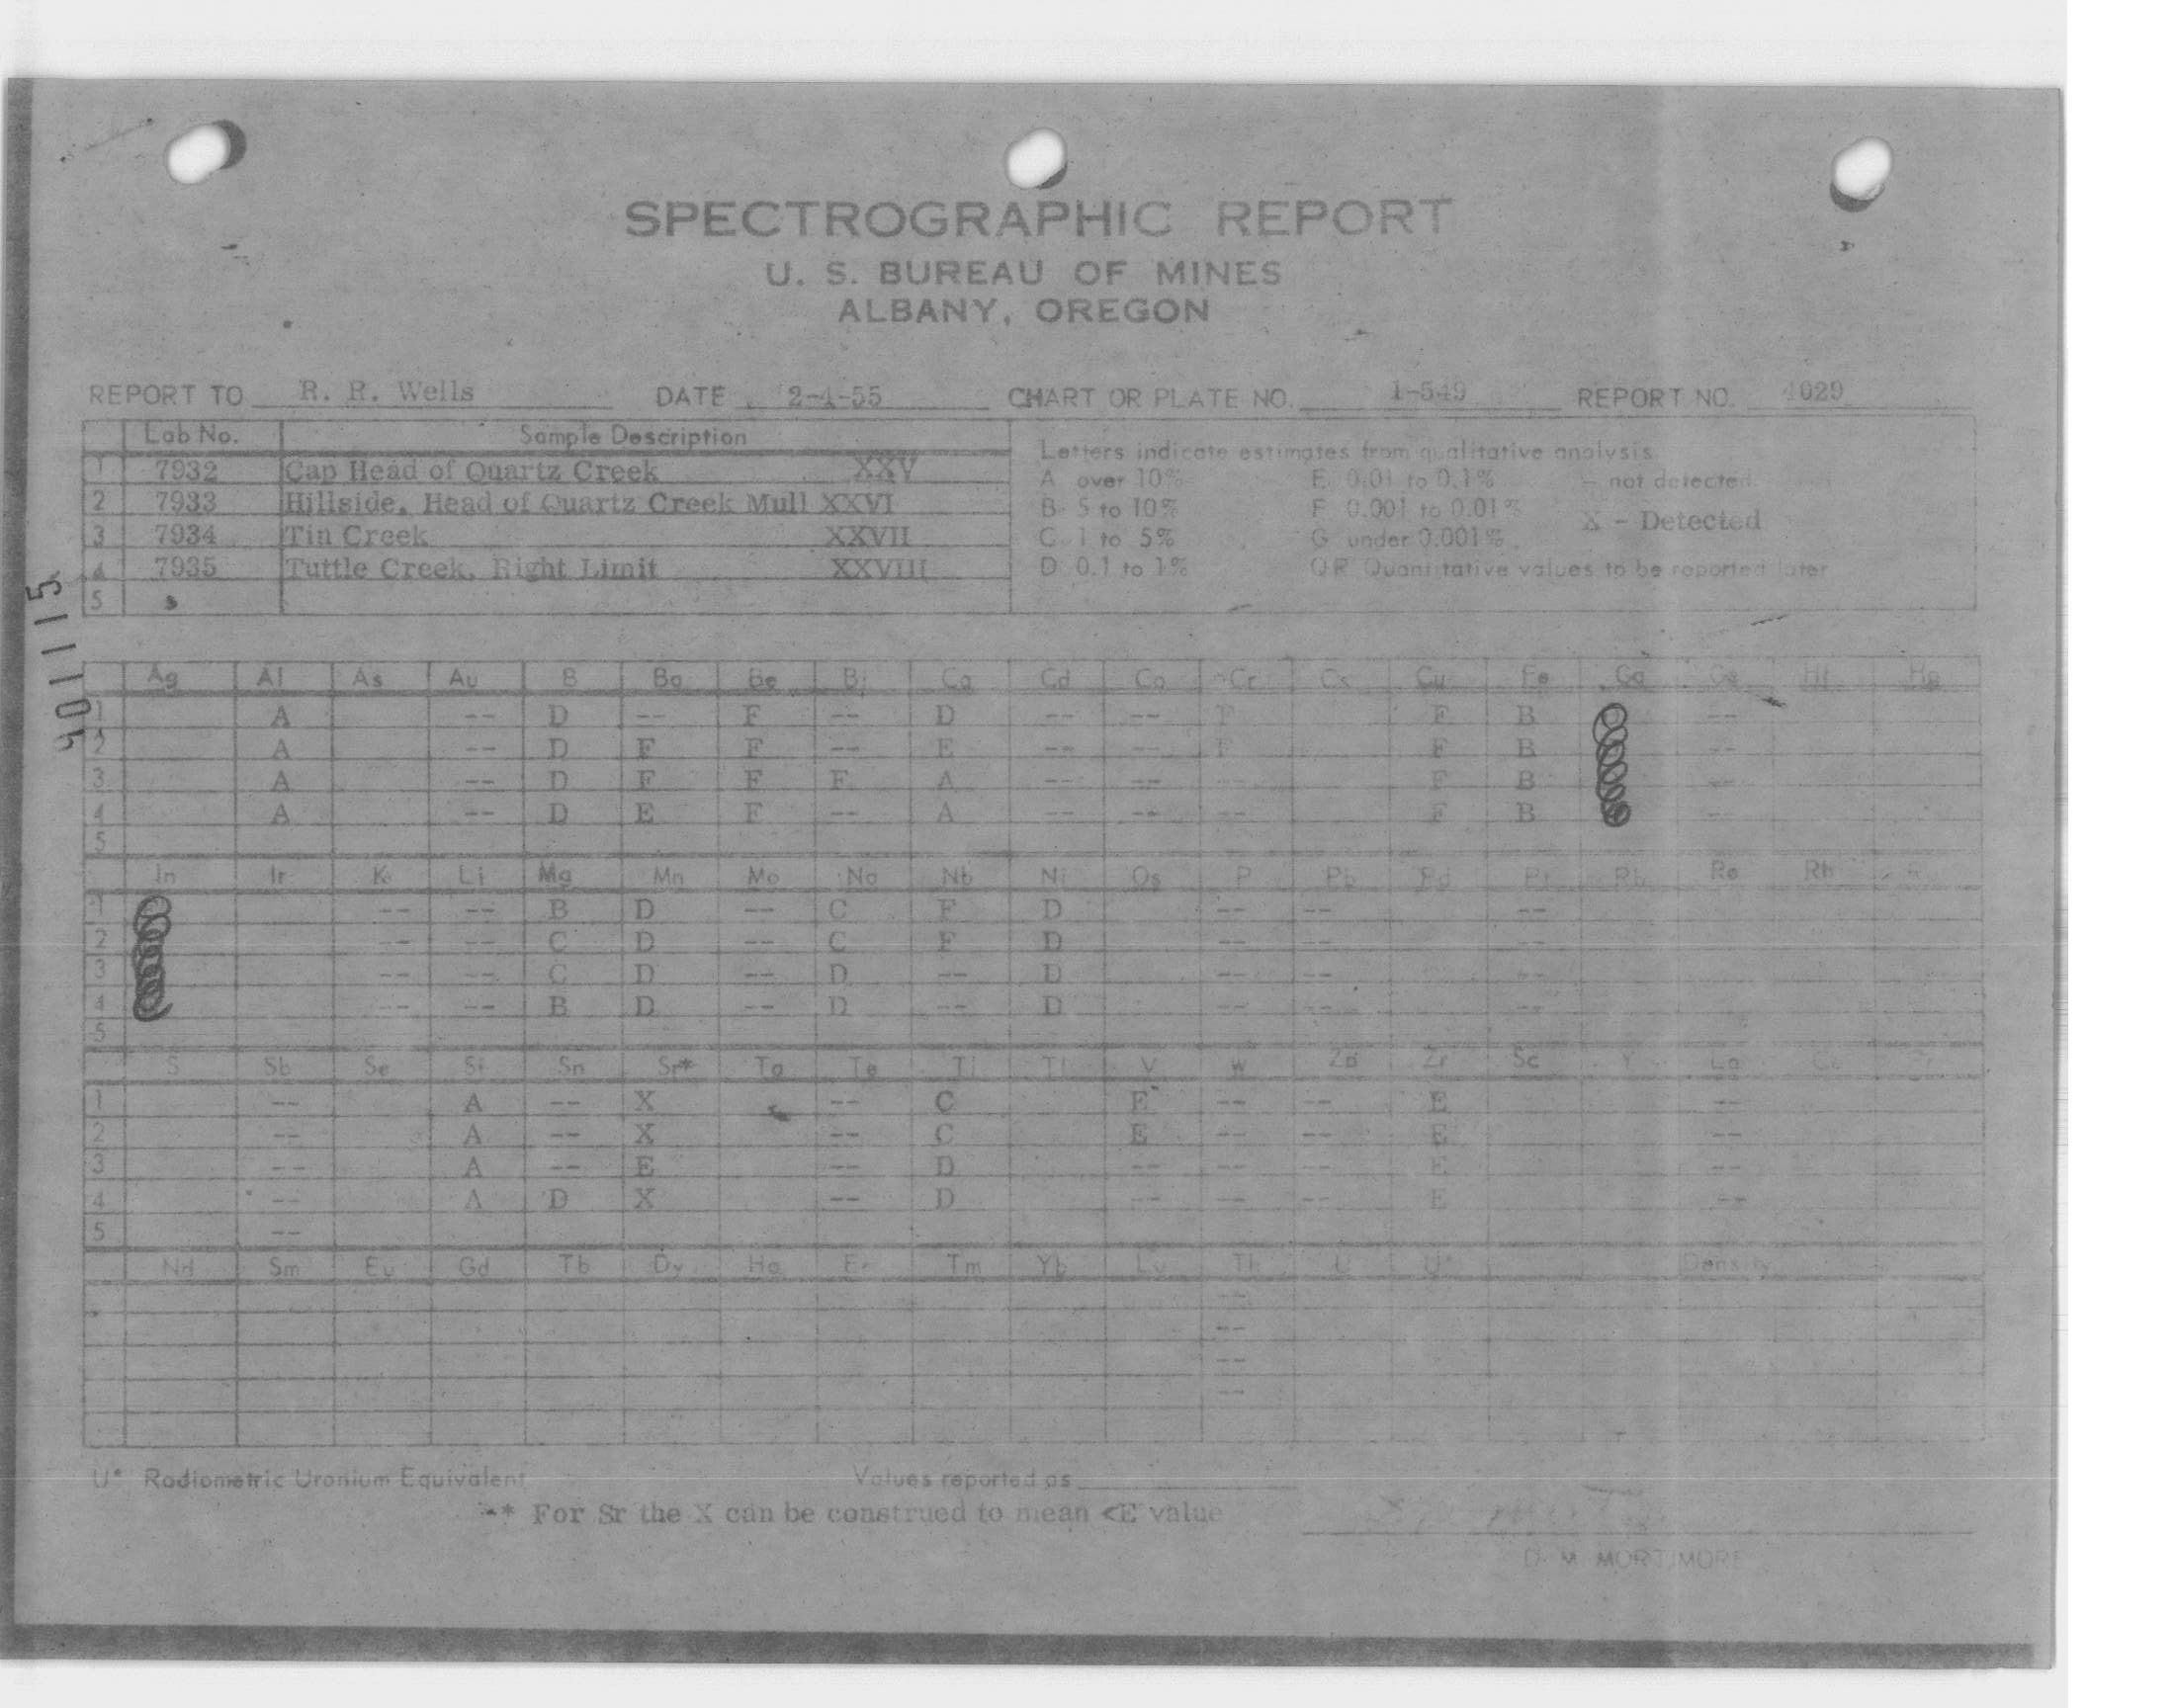 SPECTROGRAPHIC REPORT
U. S. BUREAU OF MINES
ALBANY, OREGON
REPORT TO R. R. Wells DATE 2-4-55 CHART OR PLATE NO. 1-549 REPORT NO. 4029
Lab No. Sample Description
1 7932 Cap Head of Quartz Creek XXV
2 7933 Hillside, Head of Quartz Creek Mull XXVI
3 7934 Tin Creek XXVII
4 7935 Tuttle Creek, Right Limit XXVIII
5
Letters indicate estimates from qualitative analysis
A over 10% E 0.01 to 0.1% - not detected
B 5 to 10% F 0.001 to 0.01% X - Detected
C 1 to 5% G under 0.001%
D 0.1 to 1% QR Quantitative values to be reported later
401115
Ag Al As Au B Ba Be Bi Ca Cd Co Cr Cs Cu Fe Ga Ge Hf Hg
1 A -- D -- F -- D -- -- F F B --
2 A -- D F F -- E -- -- F F B --
3 A -- D F F F A -- -- -- F B --
4 A -- D E F -- A -- -- -- F B --
5
In Ir K Li Mg Mn Mo Na Nb Ni Os P Pb Pd Pt Rb Re Rh
1 -- -- B D -- C F D -- -- --
2 -- -- C D -- C F D -- -- --
3 -- -- C D -- D -- D -- -- --
4 -- -- B D -- D -- D -- -- --
5
S Sb Se Si Sn Sr* Ta Te Ti Tl V W Zn Zr Sc Y La Ce Pr
1 -- A -- X -- C E -- -- E --
2 -- A -- X -- C E -- -- E --
3 -- A -- E -- D -- -- -- E --
4 -- A D X -- D -- -- -- E --
5 --
Nd Sm Eu Gd Tb Dy Ho Er Tm Yb Lu Th U U* Density
--
--
--
--
U* Radiometric Uranium Equivalent Values reported as
* For Sr the X can be construed to mean <E value
D. M. MORTIMORE